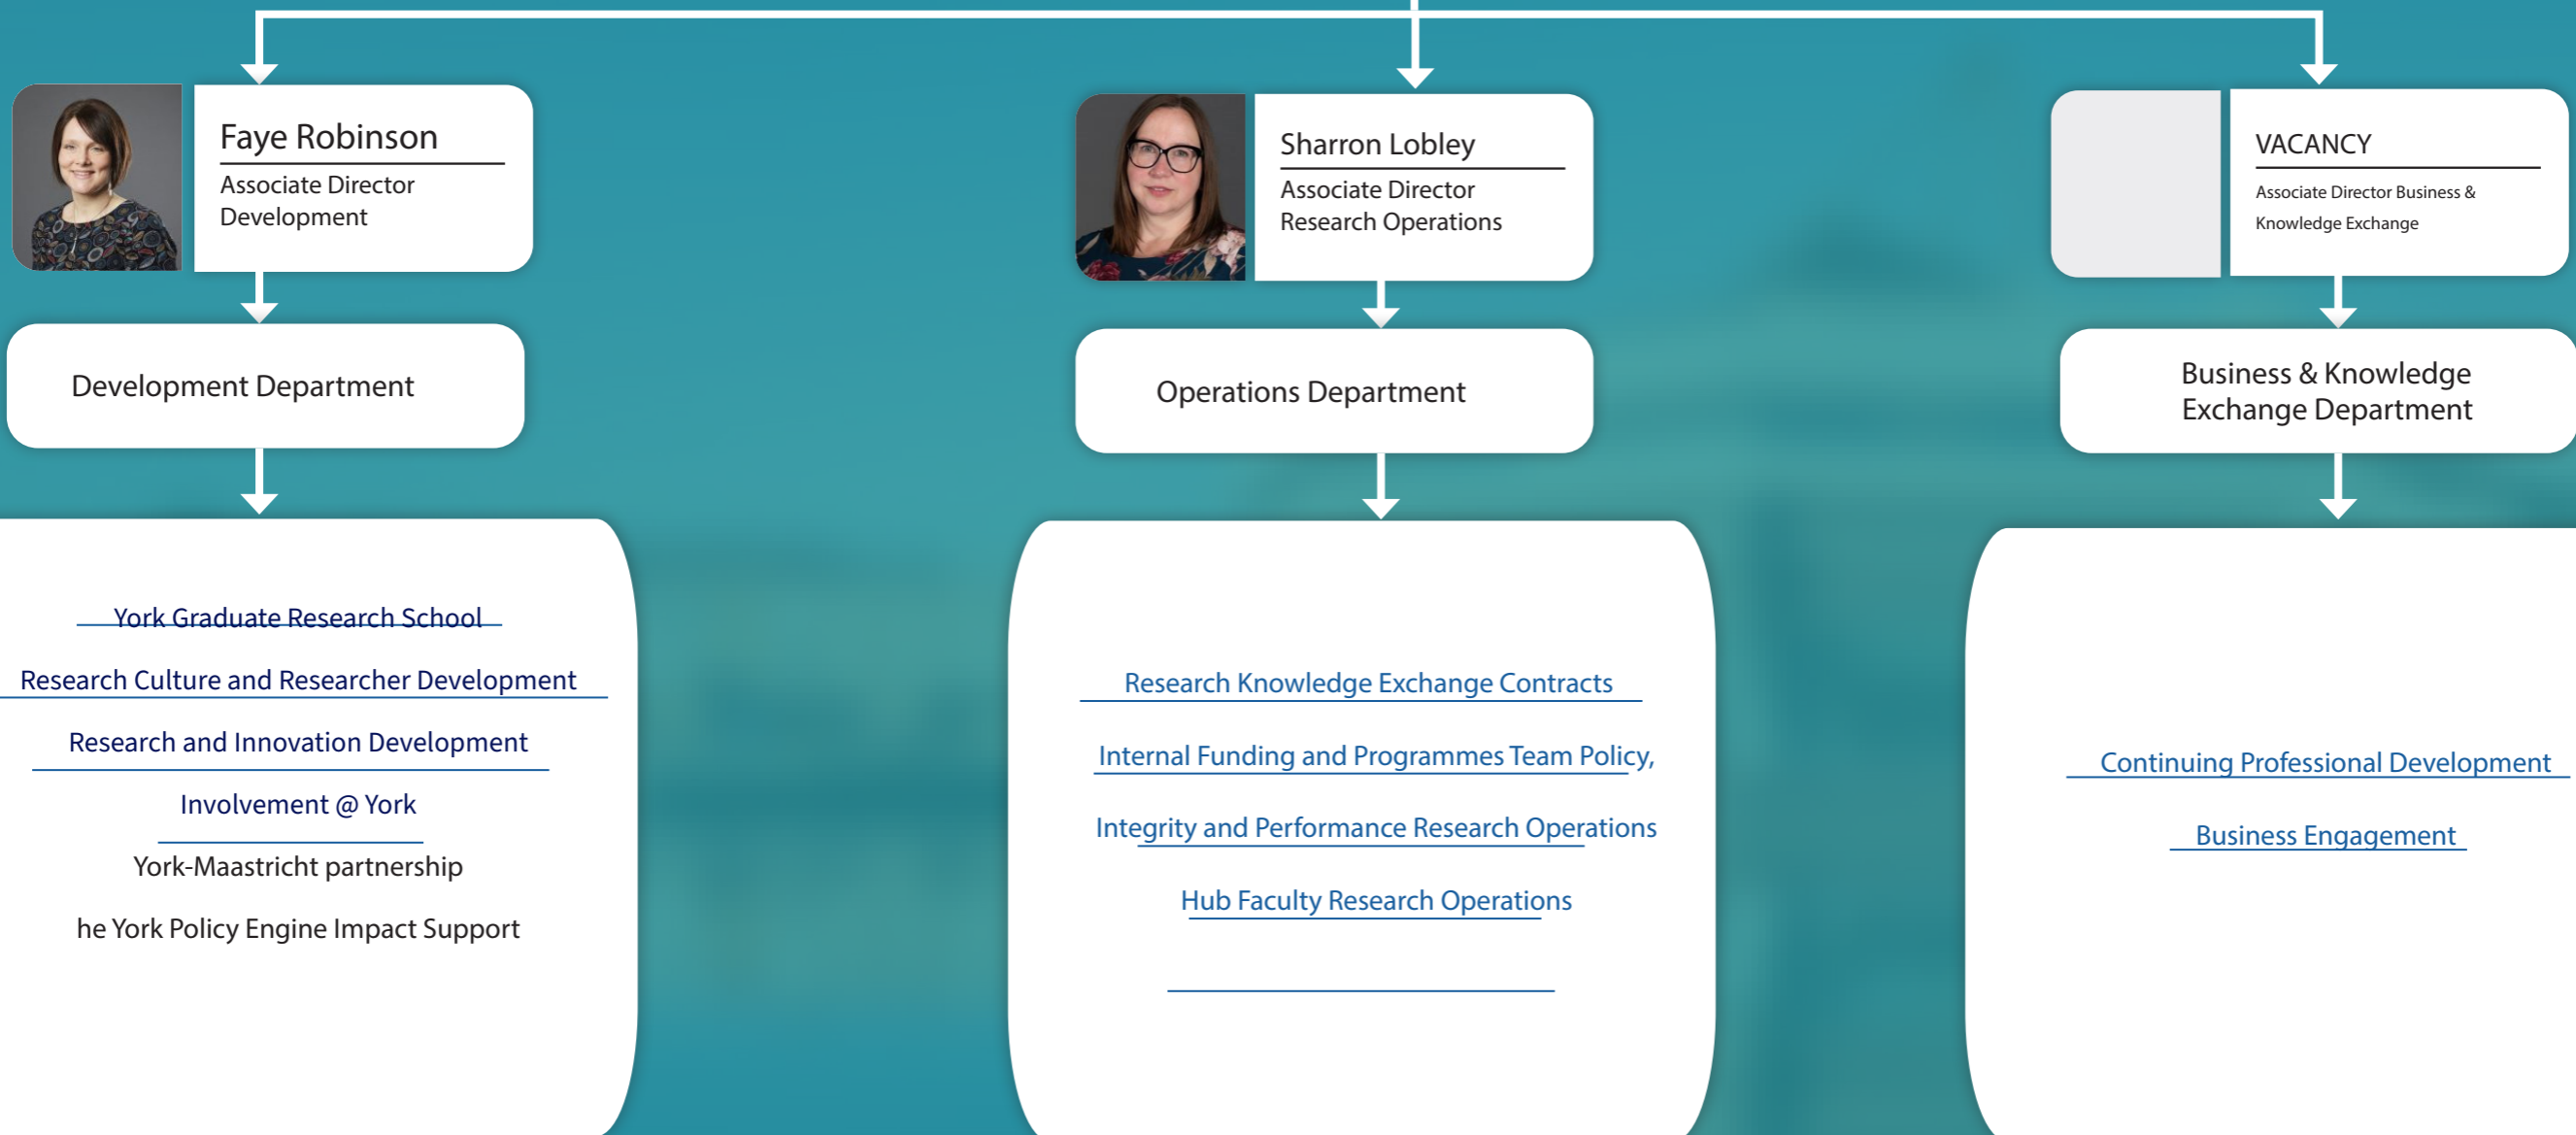 Faye Robinson
Associate Director
Development
Sharron Lobley
Associate Director
Research Operations
VACANCY
Associate Director Business &
Knowledge Exchange
Development Department
Operations Department
Business & Knowledge
Exchange Department
York Graduate Research School
Research Culture and Researcher Development
Research and Innovation Development
Involvement @ York
York-Maastricht partnership
he York Policy Engine Impact Support
Research Knowledge Exchange Contracts
Internal Funding and Programmes Team Policy,
Integrity and Performance Research Operations
Hub Faculty Research Operations
Continuing Professional Development
Business Engagement